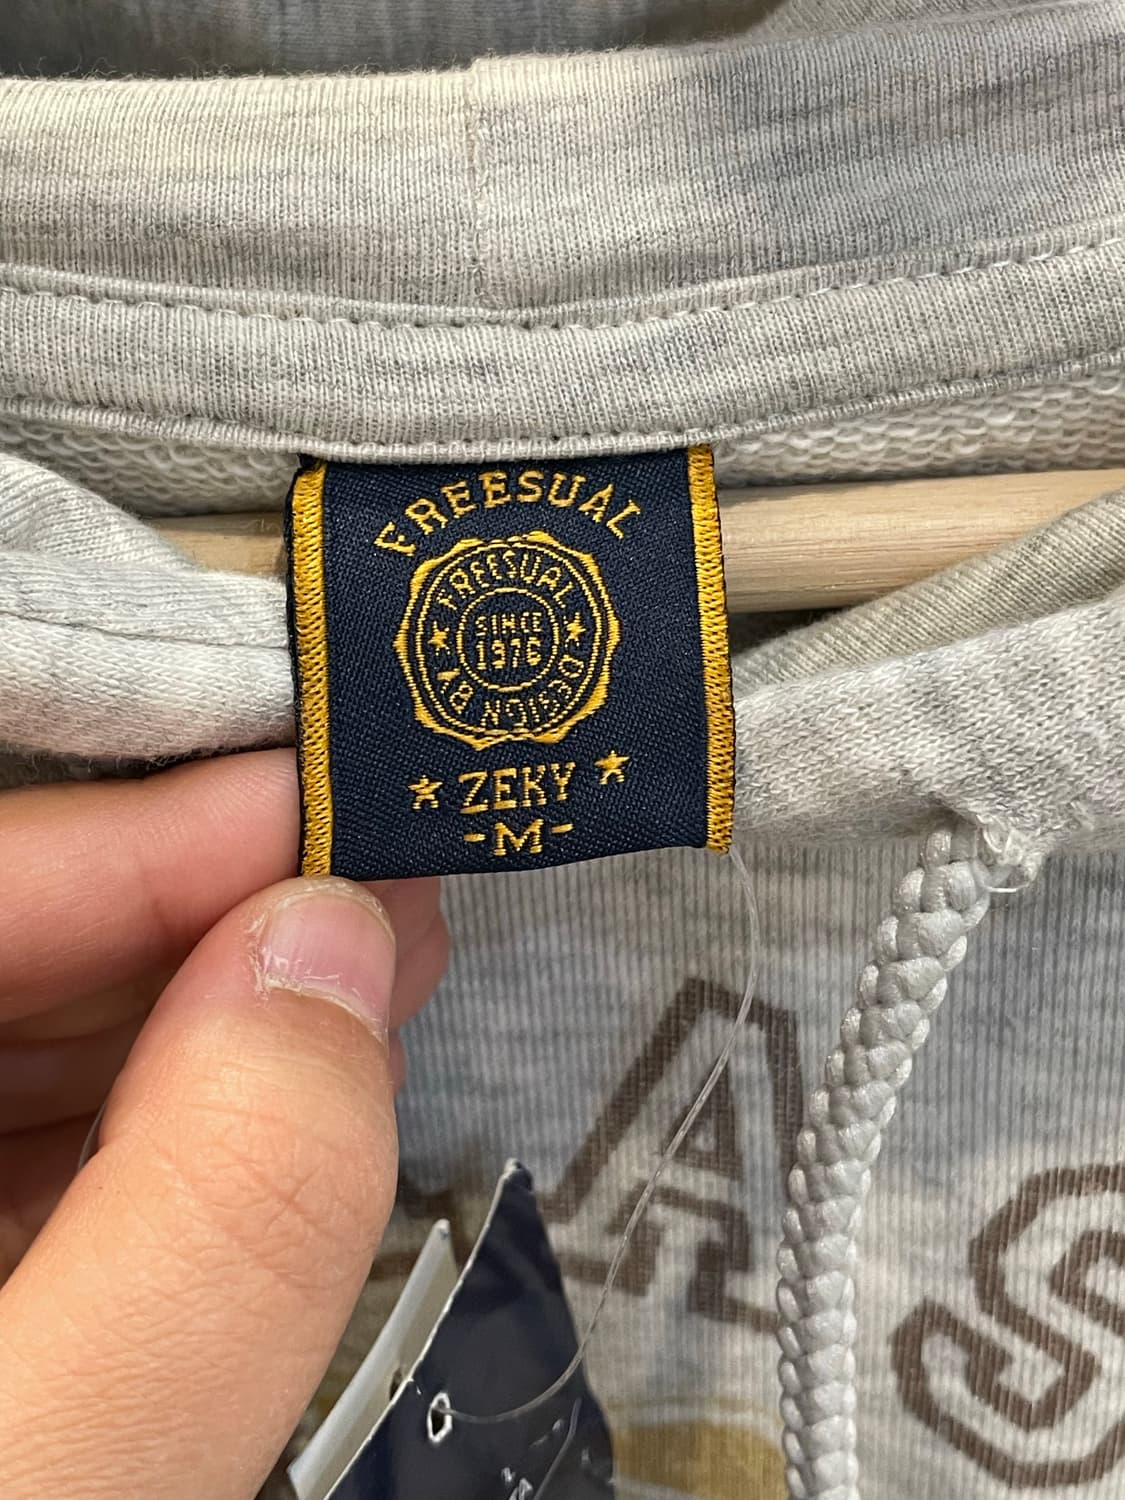 FREESUAL
FREESUAL
SINCE
1976
★ DESIGN BY ★
★ ZEKY ★
-M-
A
S